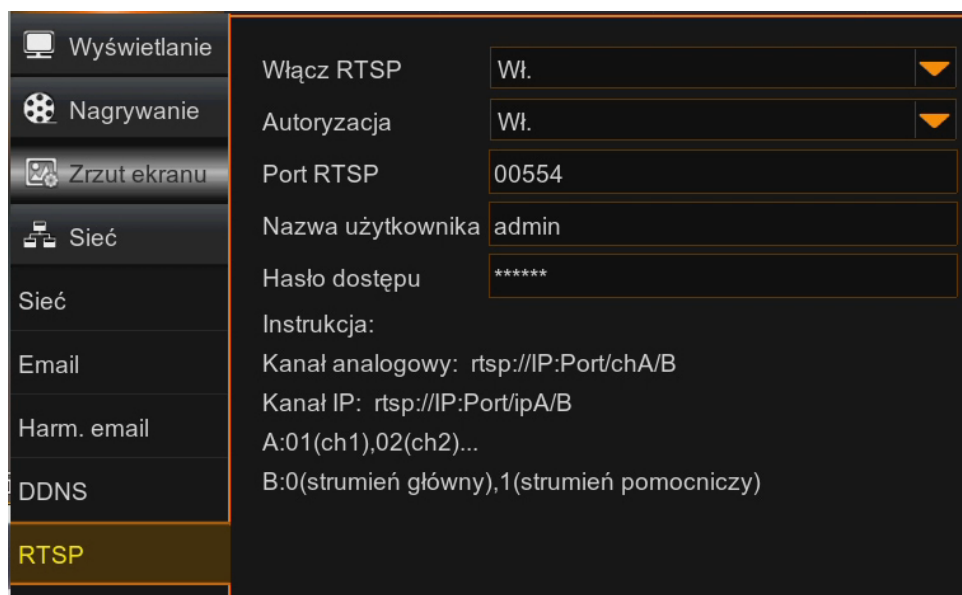 Wyświetlanie
Nagrywanie
Zrzut ekranu
Sieć
Sieć
Email
Harm. email
DDNS
RTSP
Włącz RTSP Wł.
Autoryzacja Wł.
Port RTSP 00554
Nazwa użytkownika admin
Hasło dostępu ******
Instrukcja:
Kanał analogowy: rtsp://IP:Port/chA/B
Kanał IP: rtsp://IP:Port/ipA/B
A:01(ch1),02(ch2)...
B:0(strumień główny),1(strumień pomocniczy)